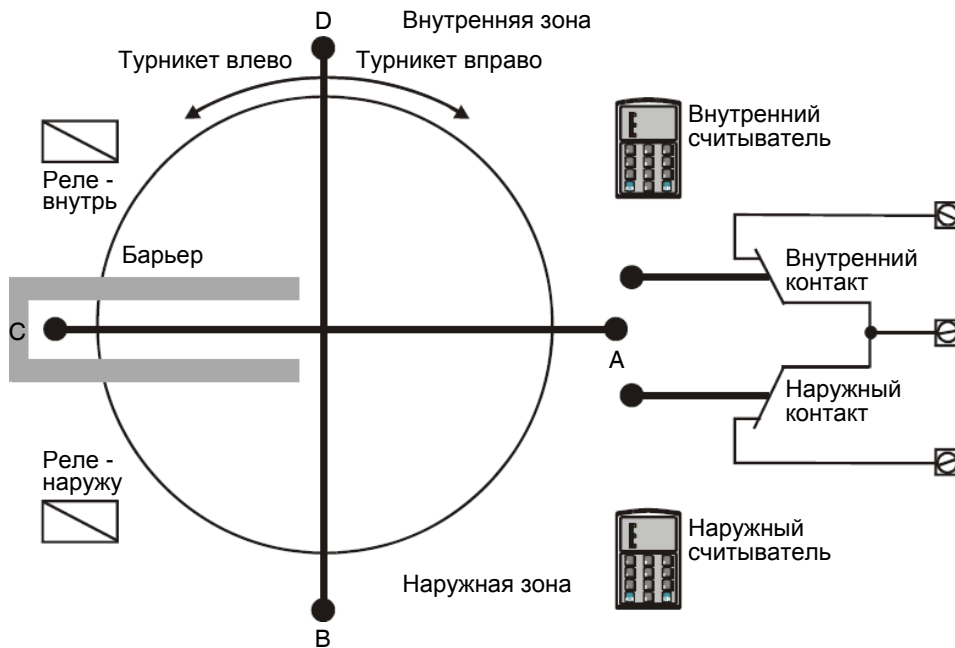 D
Внутренняя зона
Турникет влево
Турникет вправо
Внутренний
считыватель
Реле -
внутрь
Барьер
Внутренний
контакт
C
A
Наружный
контакт
Реле -
наружу
Наружный
считыватель
Наружная зона
B